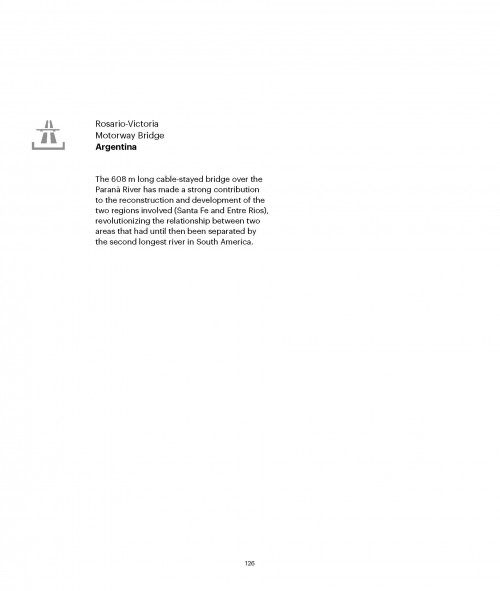 Rosario-Victoria
Motorway Bridge
Argentina
The 608 m long cable-stayed bridge over the
Paranà River has made a strong contribution
to the reconstruction and development of the
two regions involved (Santa Fe and Entre Rios),
revolutionizing the relationship between two
areas that had until then been separated by
the second longest river in South America.
126